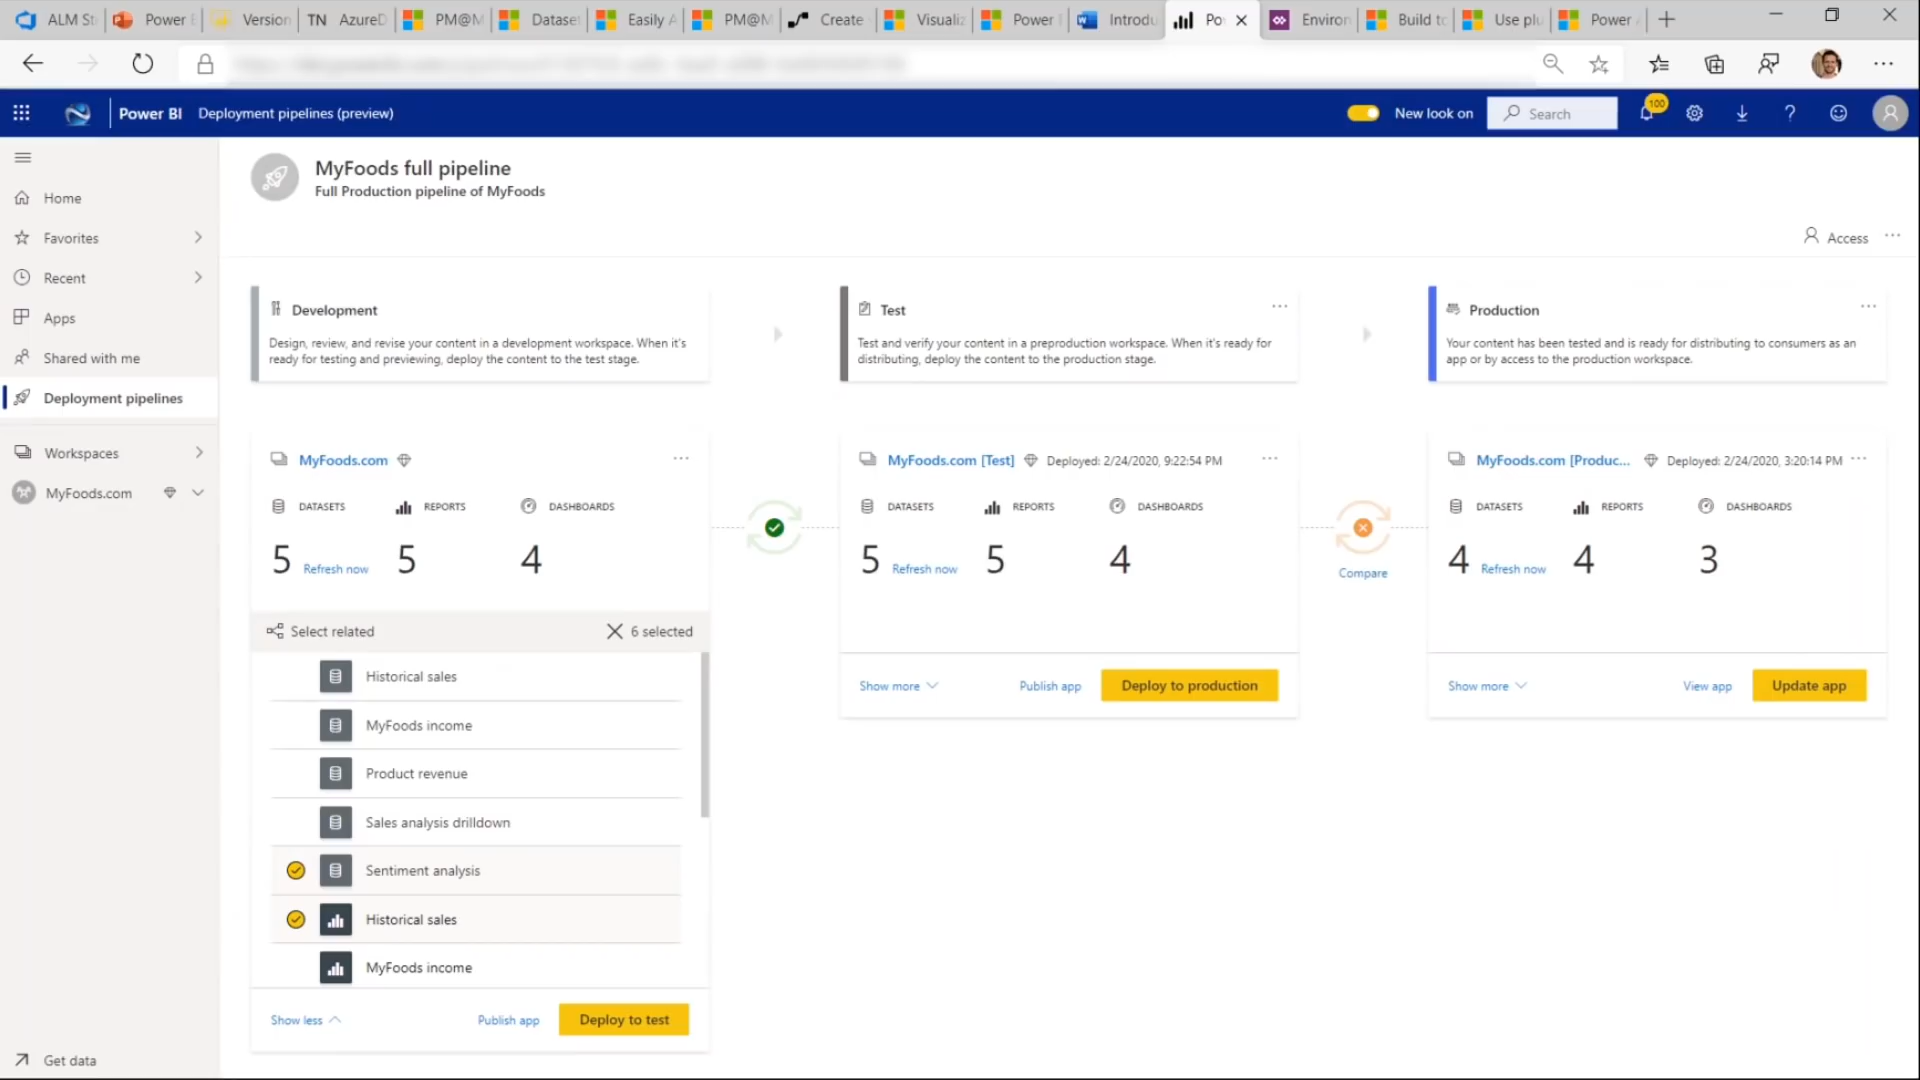 ALM St
Power B
Version
TN AzureD
PM@M
Datase
Easily A
PM@M
Create
Visualiz
Power
Introdu
Po
Environ
Build to
Use plu
Power
Power BI Deployment pipelines (preview)
New look on
Search
100
MyFoods full pipeline
Full Production pipeline of MyFoods
Access
Home
Favorites
Recent
Apps
Shared with me
Deployment pipelines
Workspaces
MyFoods.com
Get data
Development
Design, review, and revise your content in a development workspace. When it's
ready for testing and previewing, deploy the content to the test stage.
MyFoods.com
DATASETS REPORTS DASHBOARDS
5 Refresh now 5 4
Select related 6 selected
Historical sales
MyFoods income
Product revenue
Sales analysis drilldown
Sentiment analysis
Historical sales
MyFoods income
Show less Publish app Deploy to test
Test
Test and verify your content in a preproduction workspace. When it's ready for
distributing, deploy the content to the production stage.
MyFoods.com [Test] Deployed: 2/24/2020, 9:22:54 PM
DATASETS REPORTS DASHBOARDS
5 Refresh now 5 4
Show more Publish app Deploy to production
Compare
Production
Your content has been tested and is ready for distributing to consumers as an
app or by access to the production workspace.
MyFoods.com [Produc... Deployed: 2/24/2020, 3:20:14 PM
DATASETS REPORTS DASHBOARDS
4 Refresh now 4 3
Show more View app Update app